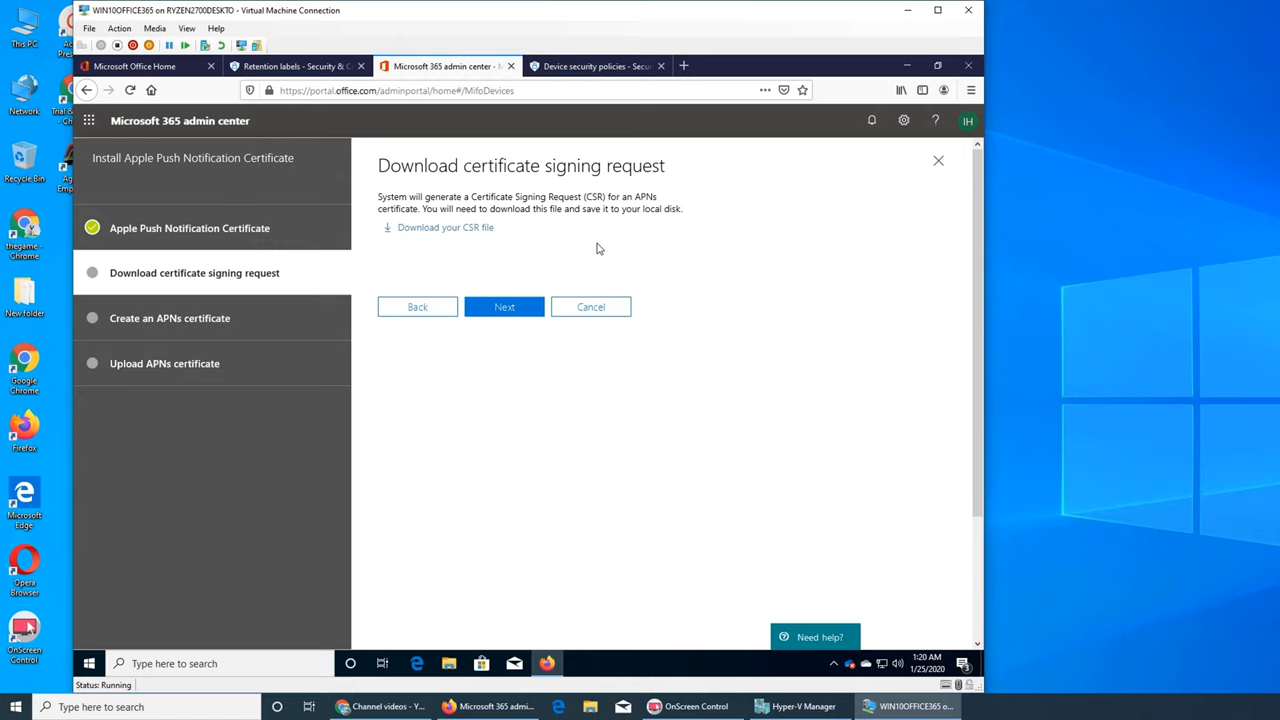 This PC
Network
Recycle Bin
thegame -
Chrome
New folder
Google
Chrome
Firefox
Microsoft
Edge
Opera
Browser
OnScreen
Control
WIN10OFFICE365 on RYZEN2700DESKTO - Virtual Machine Connection
File Action Media View Help
Microsoft Office Home
Retention labels - Security & C
Microsoft 365 admin center -
Device security policies - Secu
https://portal.office.com/adminportal/home#/MifoDevices
Microsoft 365 admin center
IH
Install Apple Push Notification Certificate
Apple Push Notification Certificate
Download certificate signing request
Create an APNs certificate
Upload APNs certificate
Download certificate signing request
System will generate a Certificate Signing Request (CSR) for an APNs
certificate. You will need to download this file and save it to your local disk.
Download your CSR file
Back Next Cancel
Need help?
Type here to search
1:20 AM
1/25/2020
Status: Running
Type here to search
Channel videos - Y...
Microsoft 365 admi...
OnScreen Control
Hyper-V Manager
WIN10OFFICE365 o...